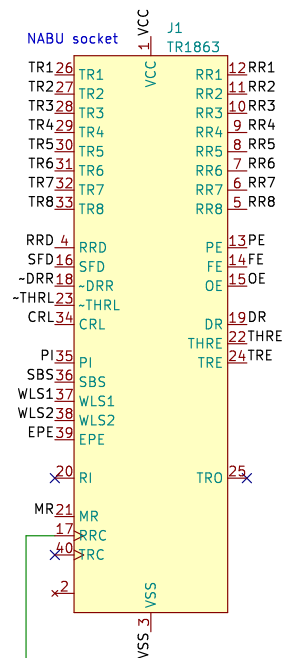 VCC
NABU socket
J1
TR1863
1
VCC
TR1 26 TR1 RR1 12 RR1
TR2 27 TR2 RR2 11 RR2
TR3 28 TR3 RR3 10 RR3
TR4 29 TR4 RR4 9 RR4
TR5 30 TR5 RR5 8 RR5
TR6 31 TR6 RR6 7 RR6
TR7 32 TR7 RR7 6 RR7
TR8 33 TR8 RR8 5 RR8
RRD 4 RRD PE 13 PE
SFD 16 SFD FE 14 FE
~DRR 18 ~DRR OE 15 OE
~THRL 23 ~THRL
CRL 34 CRL DR 19 DR
THRE 22 THRE
PI 35 PI TRE 24 TRE
SBS 36 SBS
WLS1 37 WLS1
WLS2 38 WLS2
EPE 39 EPE
20 RI TRO 25
MR 21 MR
17 RRC
40 TRC
2
VSS
3
VSS